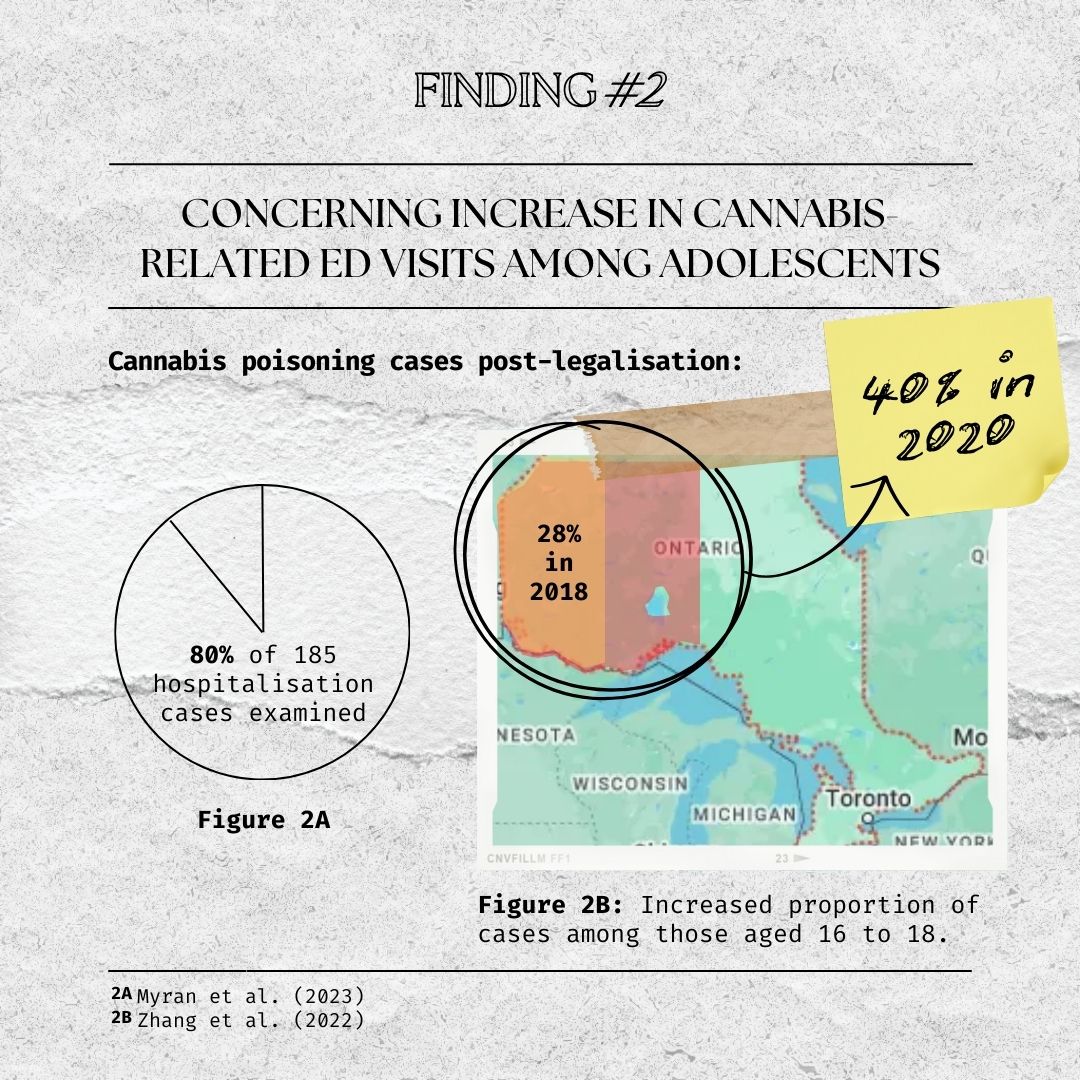 FINDING #2
CONCERNING INCREASE IN CANNABIS-
RELATED ED VISITS AMONG ADOLESCENTS
Cannabis poisoning cases post-legalisation:
40% in
2020
28%
in
2018
ONTARIO
80% of 185
hospitalisation
cases examined
Figure 2A
NESOTA
WISCONSIN
MICHIGAN
Toronto
Mo
NEW YORK
CNVFILLM FF1
23
Figure 2B: Increased proportion of
cases among those aged 16 to 18.
2A Myran et al. (2023)
2B Zhang et al. (2022)